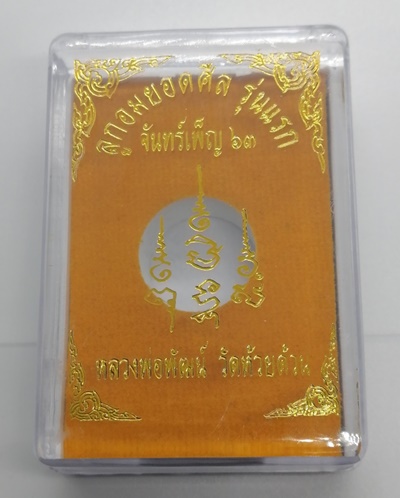 ลูกอมยอดศีล รุ่นแรก
จันทร์เพ็ญ ๖๓
หลวงพ่อพัฒน์ วัดห้วยด้วน